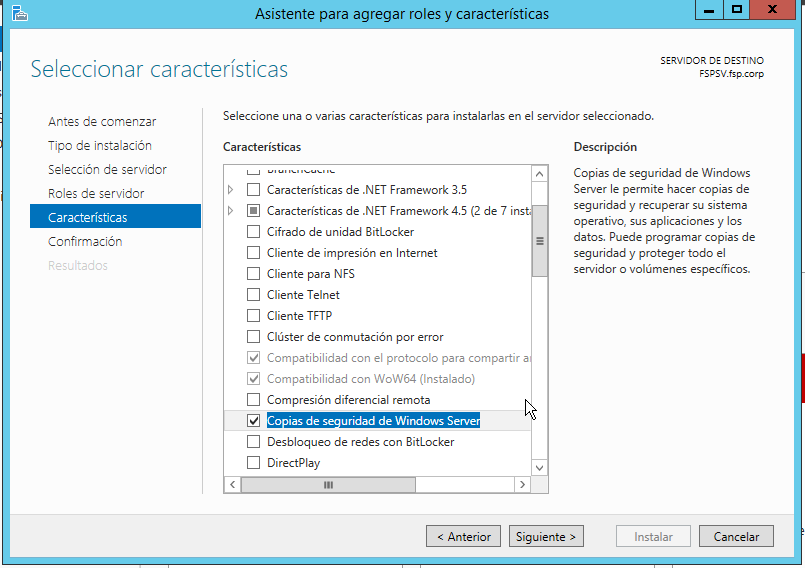 Asistente para agregar roles y características
Seleccionar características
SERVIDOR DE DESTINO
FSPSV.fsp.corp
Antes de comenzar
Tipo de instalación
Selección de servidor
Roles de servidor
Características
Confirmación
Resultados
Seleccione una o varias características para instalarlas en el servidor seleccionado.
Características
BranchCache
Características de .NET Framework 3.5
Características de .NET Framework 4.5 (2 de 7 insta
Cifrado de unidad BitLocker
Cliente de impresión en Internet
Cliente para NFS
Cliente Telnet
Cliente TFTP
Clúster de conmutación por error
Compatibilidad con el protocolo para compartir ar
Compatibilidad con WoW64 (Instalado)
Compresión diferencial remota
Copias de seguridad de Windows Server
Desbloqueo de redes con BitLocker
DirectPlay
Descripción
Copias de seguridad de Windows
Server le permite hacer copias de
seguridad y recuperar su sistema
operativo, sus aplicaciones y los
datos. Puede programar copias de
seguridad y proteger todo el
servidor o volúmenes específicos.
< Anterior
Siguiente >
Instalar
Cancelar